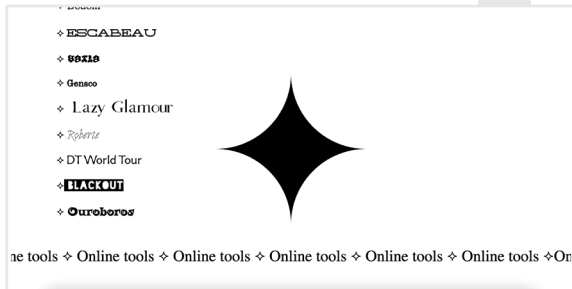 ESCABEAU
✧ Gensco
✧ Lazy Glamour
✧ Roberte
✧ DT World Tour
✧ BLACKOUT
✧ Ouroboros
ne tools ✧ Online tools ✧ Online tools ✧ Online tools ✧ Online tools ✧ Online tools ✧On